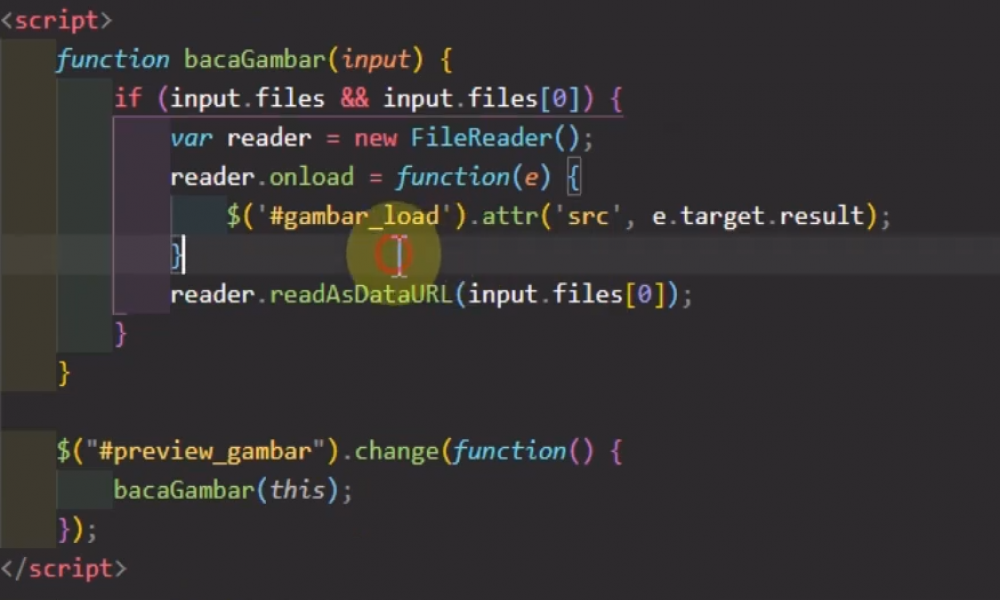 <script>
function bacaGambar(input) {
if (input.files && input.files[0]) {
var reader = new FileReader();
reader.onload = function(e) {
$('#gambar_load').attr('src', e.target.result);
}
reader.readAsDataURL(input.files[0]);
}
}
$("#preview_gambar").change(function() {
bacaGambar(this);
});
</script>